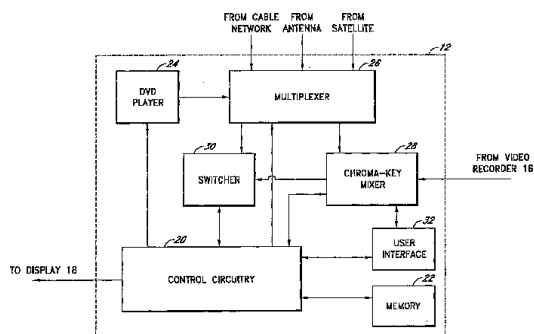 FROM CABLE NETWORK
FROM ANTENNA
FROM SATELLITE
12
24
DVD PLAYER
26
MULTIPLEXER
30
SWITCHER
28
CHROMA-KEY MIXER
FROM VIDEO RECORDER 16
32
USER INTERFACE
20
CONTROL CIRCUITRY
TO DISPLAY 18
22
MEMORY